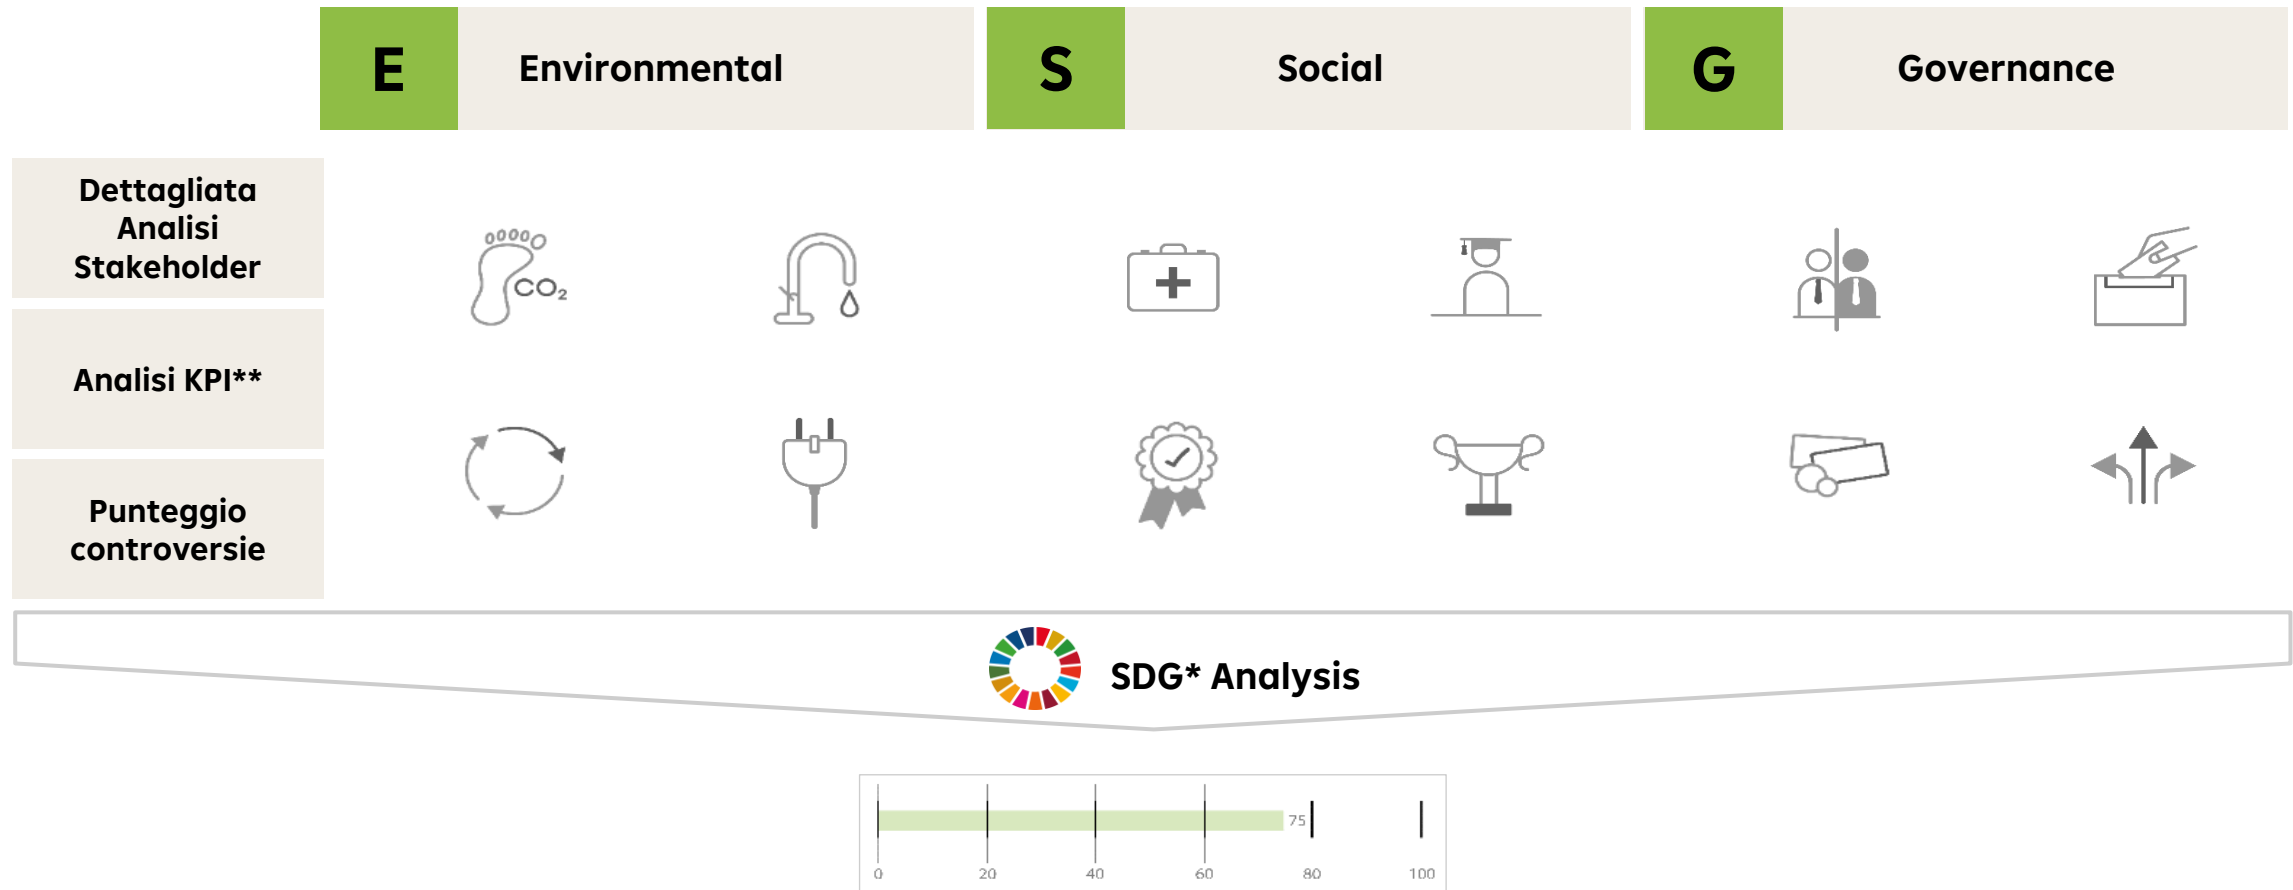 E
Environmental
S
Social
G
Governance
Dettagliata
Analisi
Stakeholder
CO₂
Analisi KPI**
Punteggio
controversie
SDG* Analysis
75
0 20 40 60 80 100